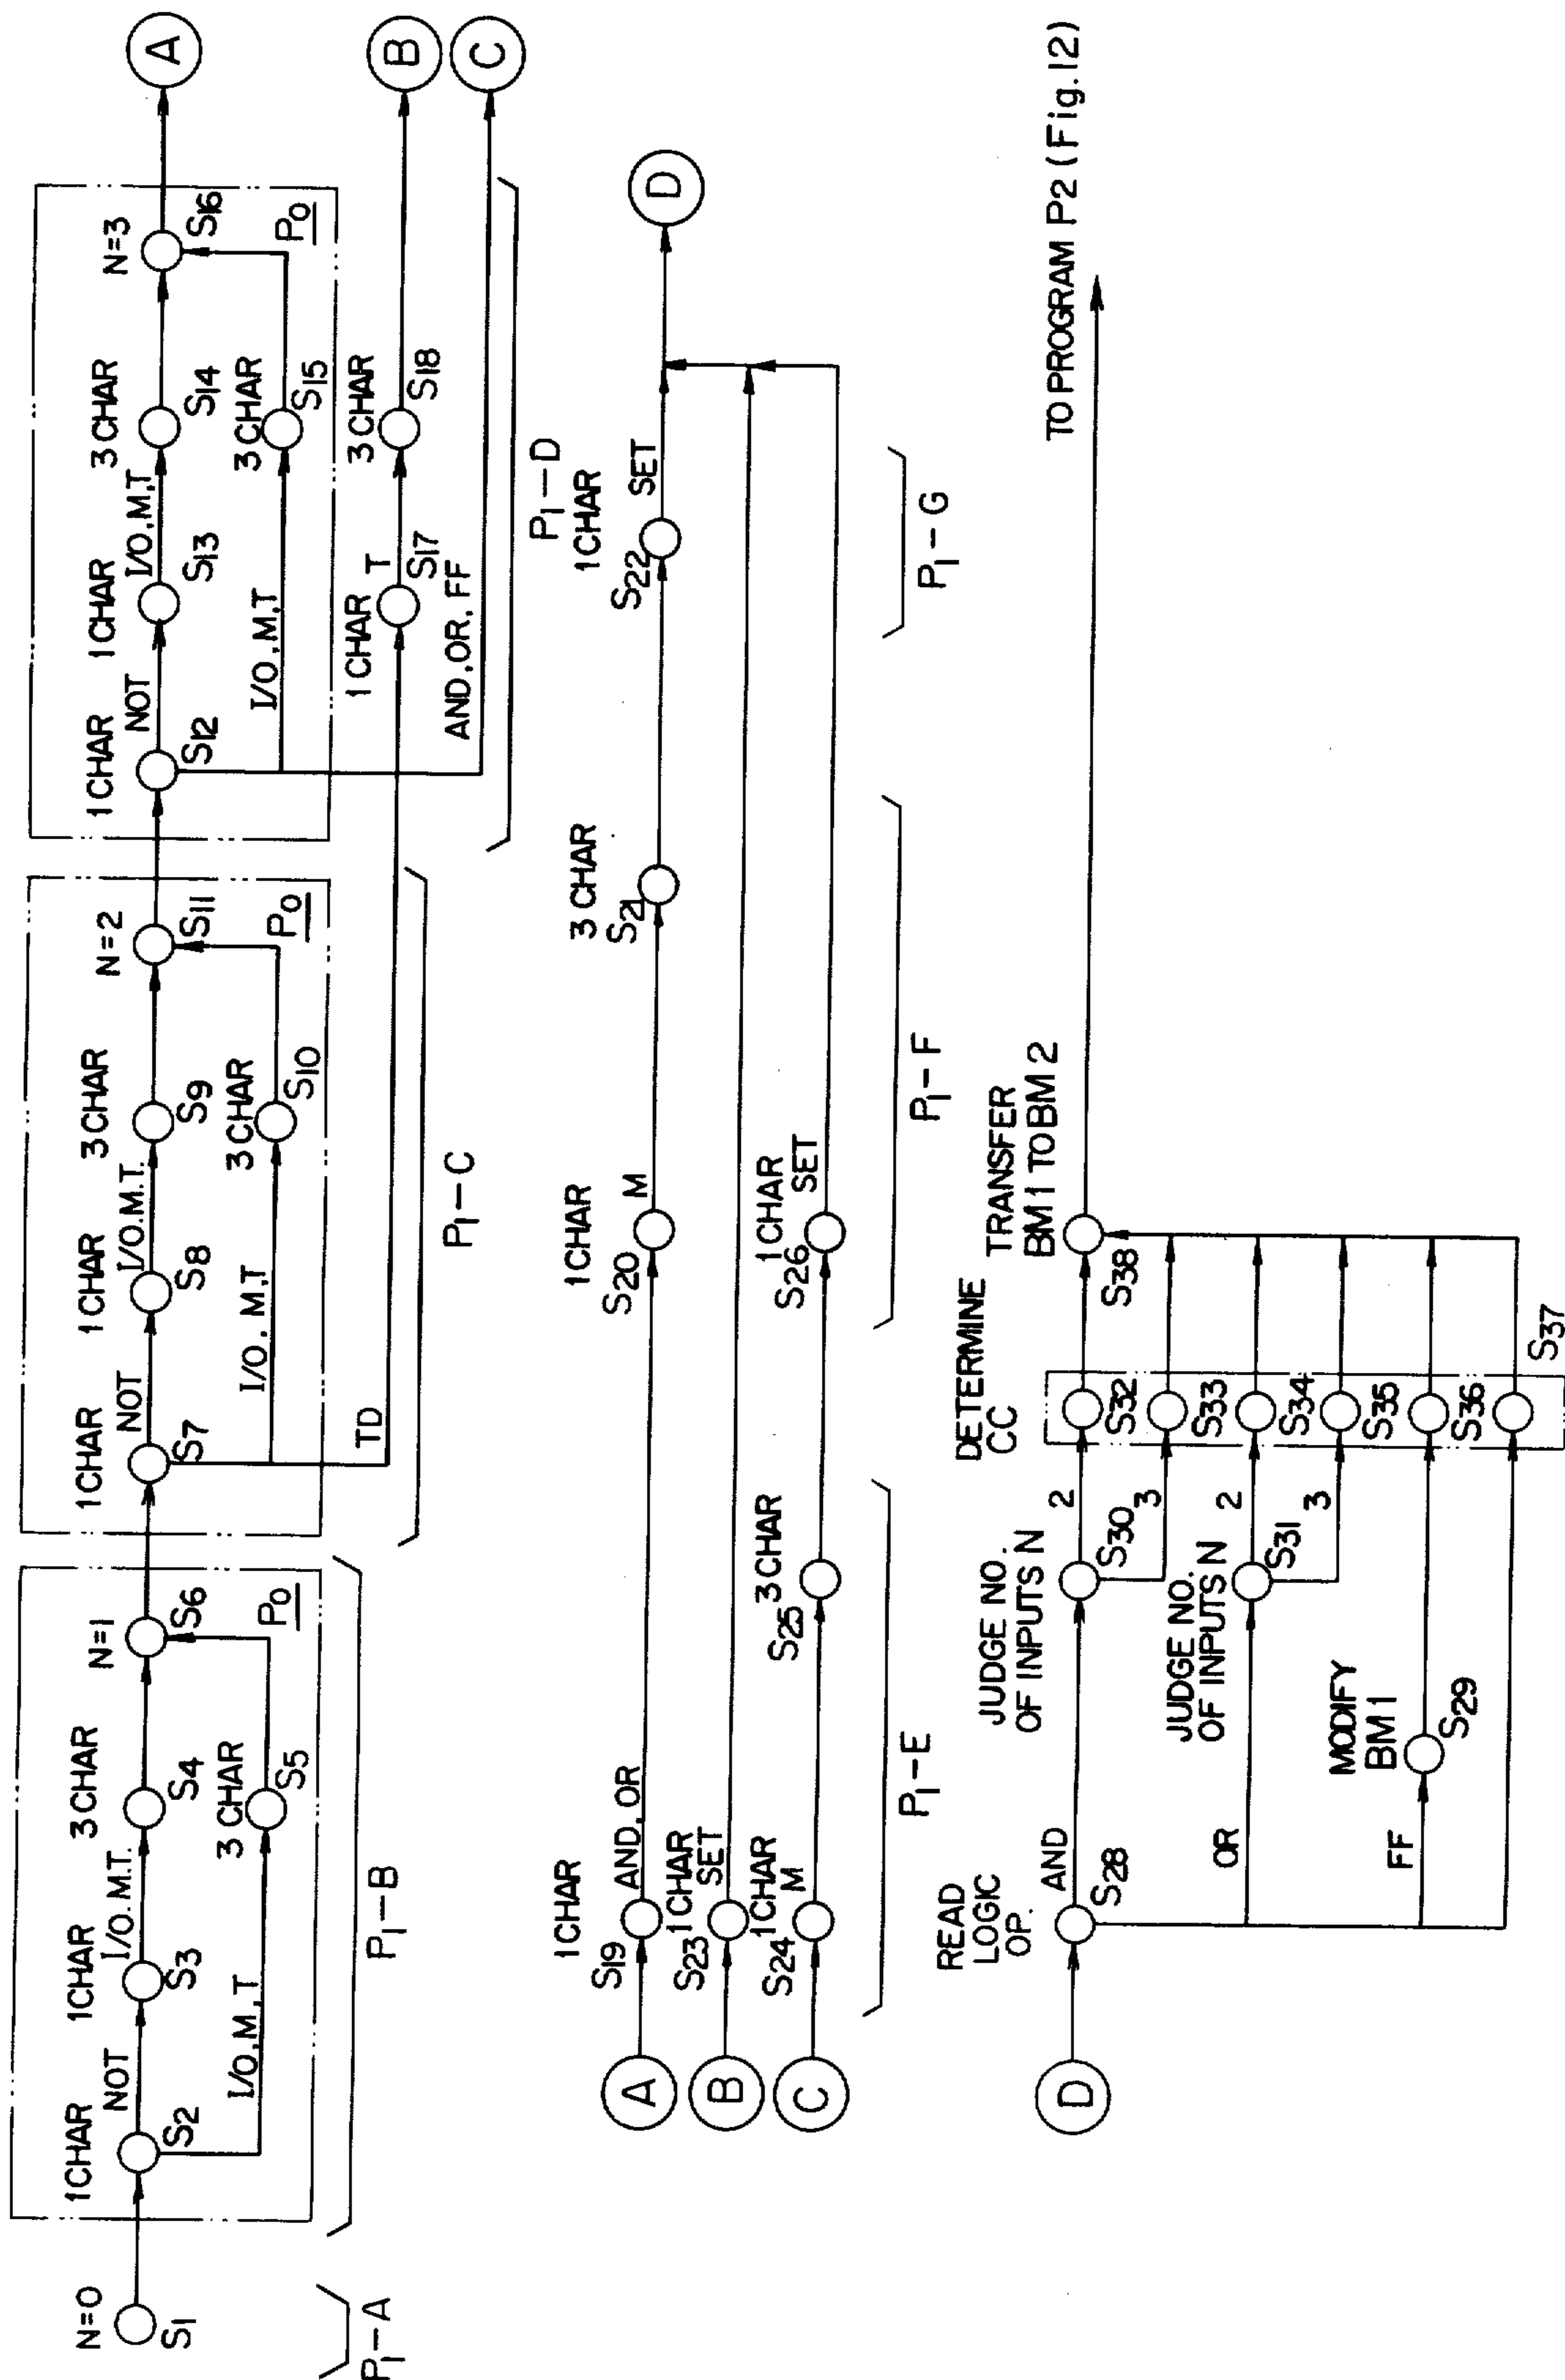 N=0
S1
P1-A
1CHAR
NOT
S2
1CHAR
I/O.M.T.
S3
3CHAR
S4
N=1
S6
I/O,M,T
3 CHAR
S5
P0
P1-B
1CHAR
NOT
S7
1CHAR
I/O.M.T.
S8
3CHAR
S9
N=2
S11
I/O.M,T
3CHAR
S10
P0
TD
P1-C
1CHAR
NOT
S12
1CHAR
I/O,M,T
S13
3CHAR
S14
N=3
S16
I/O,M,T
3CHAR
S15
P0
1CHAR T
S17
3CHAR
S18
AND,OR,FF
P1-D
A
B
C
A
1CHAR
S19
AND,OR
1CHAR
S20
M
3 CHAR
S21
1CHAR
S22
SET
D
B
1CHAR
S23
SET
C
1CHAR
S24
M
3CHAR
S25
1CHAR
S26
SET
P1-E
P1-F
P1-G
D
READ
LOGIC
OP.
S28
AND
OR
FF
JUDGE NO.
OF INPUTS N
S30
2
3
JUDGE NO.
OF INPUTS N
S31
2
3
MODIFY
BM1
S29
DETERMINE
CC
S32
S33
S34
S35
S36
S37
TRANSFER
BM1 TO BM2
S38
TO PROGRAM P2 (Fig.12)